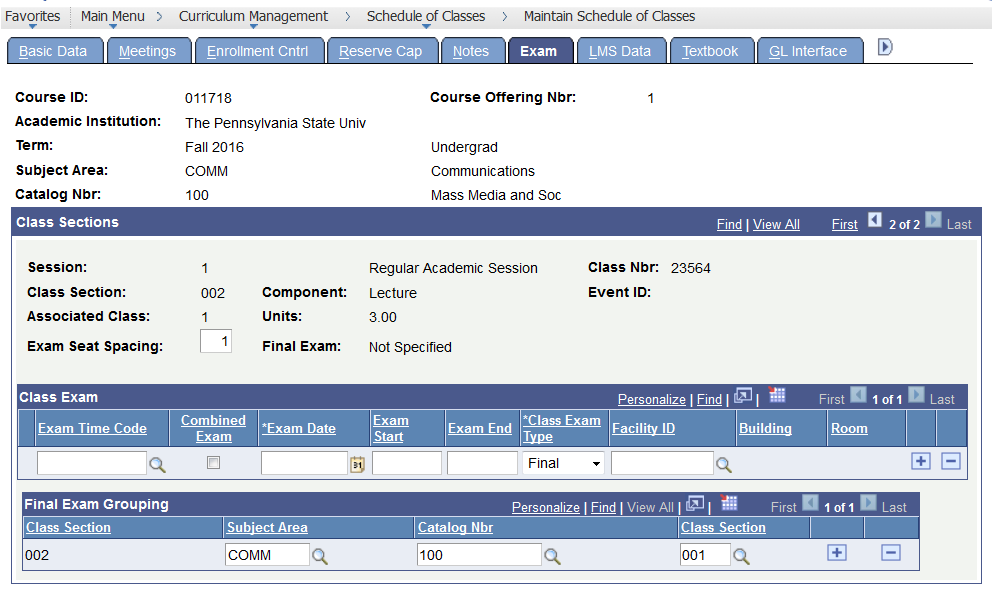 Favorites Main Menu > Curriculum Management > Schedule of Classes > Maintain Schedule of Classes
Basic Data Meetings Enrollment Cntrl Reserve Cap Notes Exam LMS Data Textbook GL Interface
Course ID: 011718 Course Offering Nbr: 1
Academic Institution: The Pennsylvania State Univ
Term: Fall 2016 Undergrad
Subject Area: COMM Communications
Catalog Nbr: 100 Mass Media and Soc
Class Sections Find | View All First 2 of 2 Last
Session: 1 Regular Academic Session Class Nbr: 23564
Class Section: 002 Component: Lecture Event ID:
Associated Class: 1 Units: 3.00
Exam Seat Spacing: 1 Final Exam: Not Specified
Class Exam Personalize | Find | | First 1 of 1 Last
Exam Time Code Combined Exam *Exam Date Exam Start Exam End *Class Exam Type Facility ID Building Room
31 Final
Final Exam Grouping Personalize | Find | View All | | First 1 of 1 Last
Class Section Subject Area Catalog Nbr Class Section
002 COMM 100 001